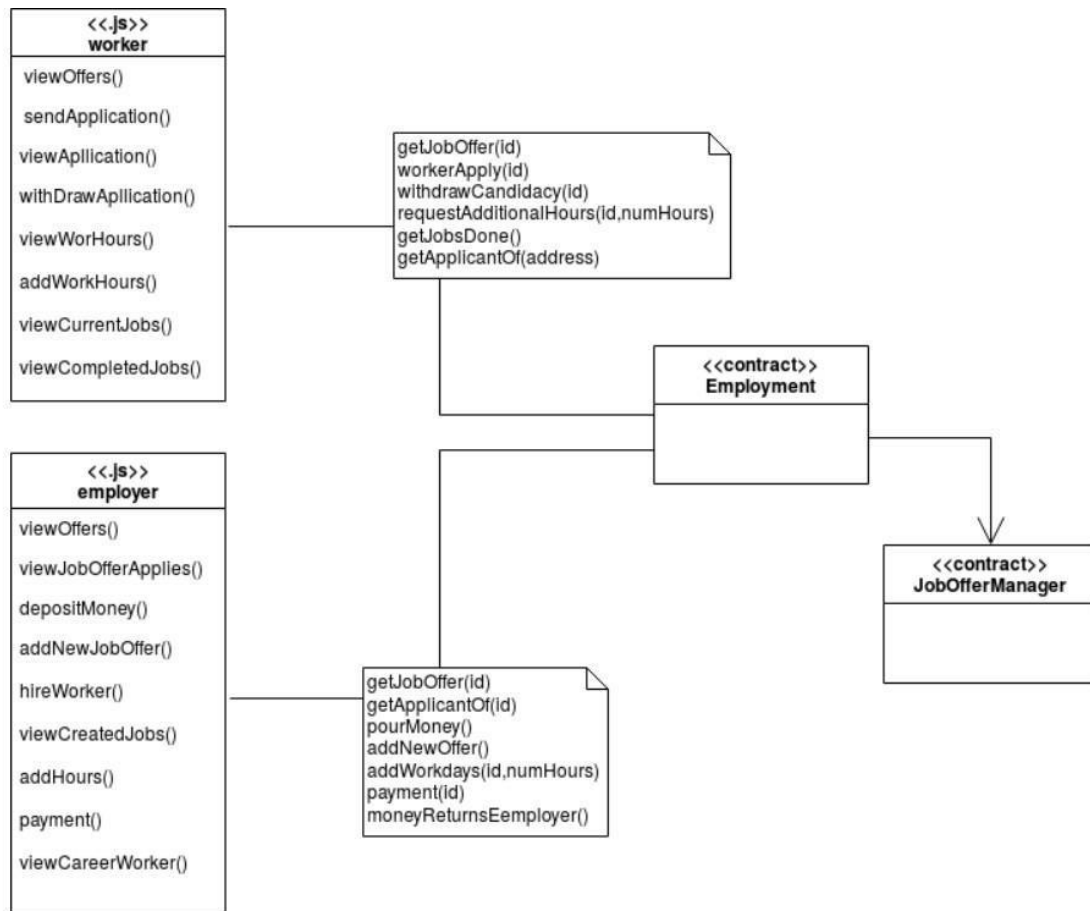 <<.js>>
worker
viewOffers()
sendApplication()
viewApllication()
withDrawApllication()
viewWorHours()
addWorkHours()
viewCurrentJobs()
viewCompletedJobs()
getJobOffer(id)
workerApply(id)
withdrawCandidacy(id)
requestAdditionalHours(id,numHours)
getJobsDone()
getApplicantOf(address)
<<contract>>
Employment
<<contract>>
JobOfferManager
<<.js>>
employer
viewOffers()
viewJobOfferApplies()
depositMoney()
addNewJobOffer()
hireWorker()
viewCreatedJobs()
addHours()
payment()
viewCareerWorker()
getJobOffer(id)
getApplicantOf(id)
pourMoney()
addNewOffer()
addWorkdays(id,numHours)
payment(id)
moneyReturnsEemployer()